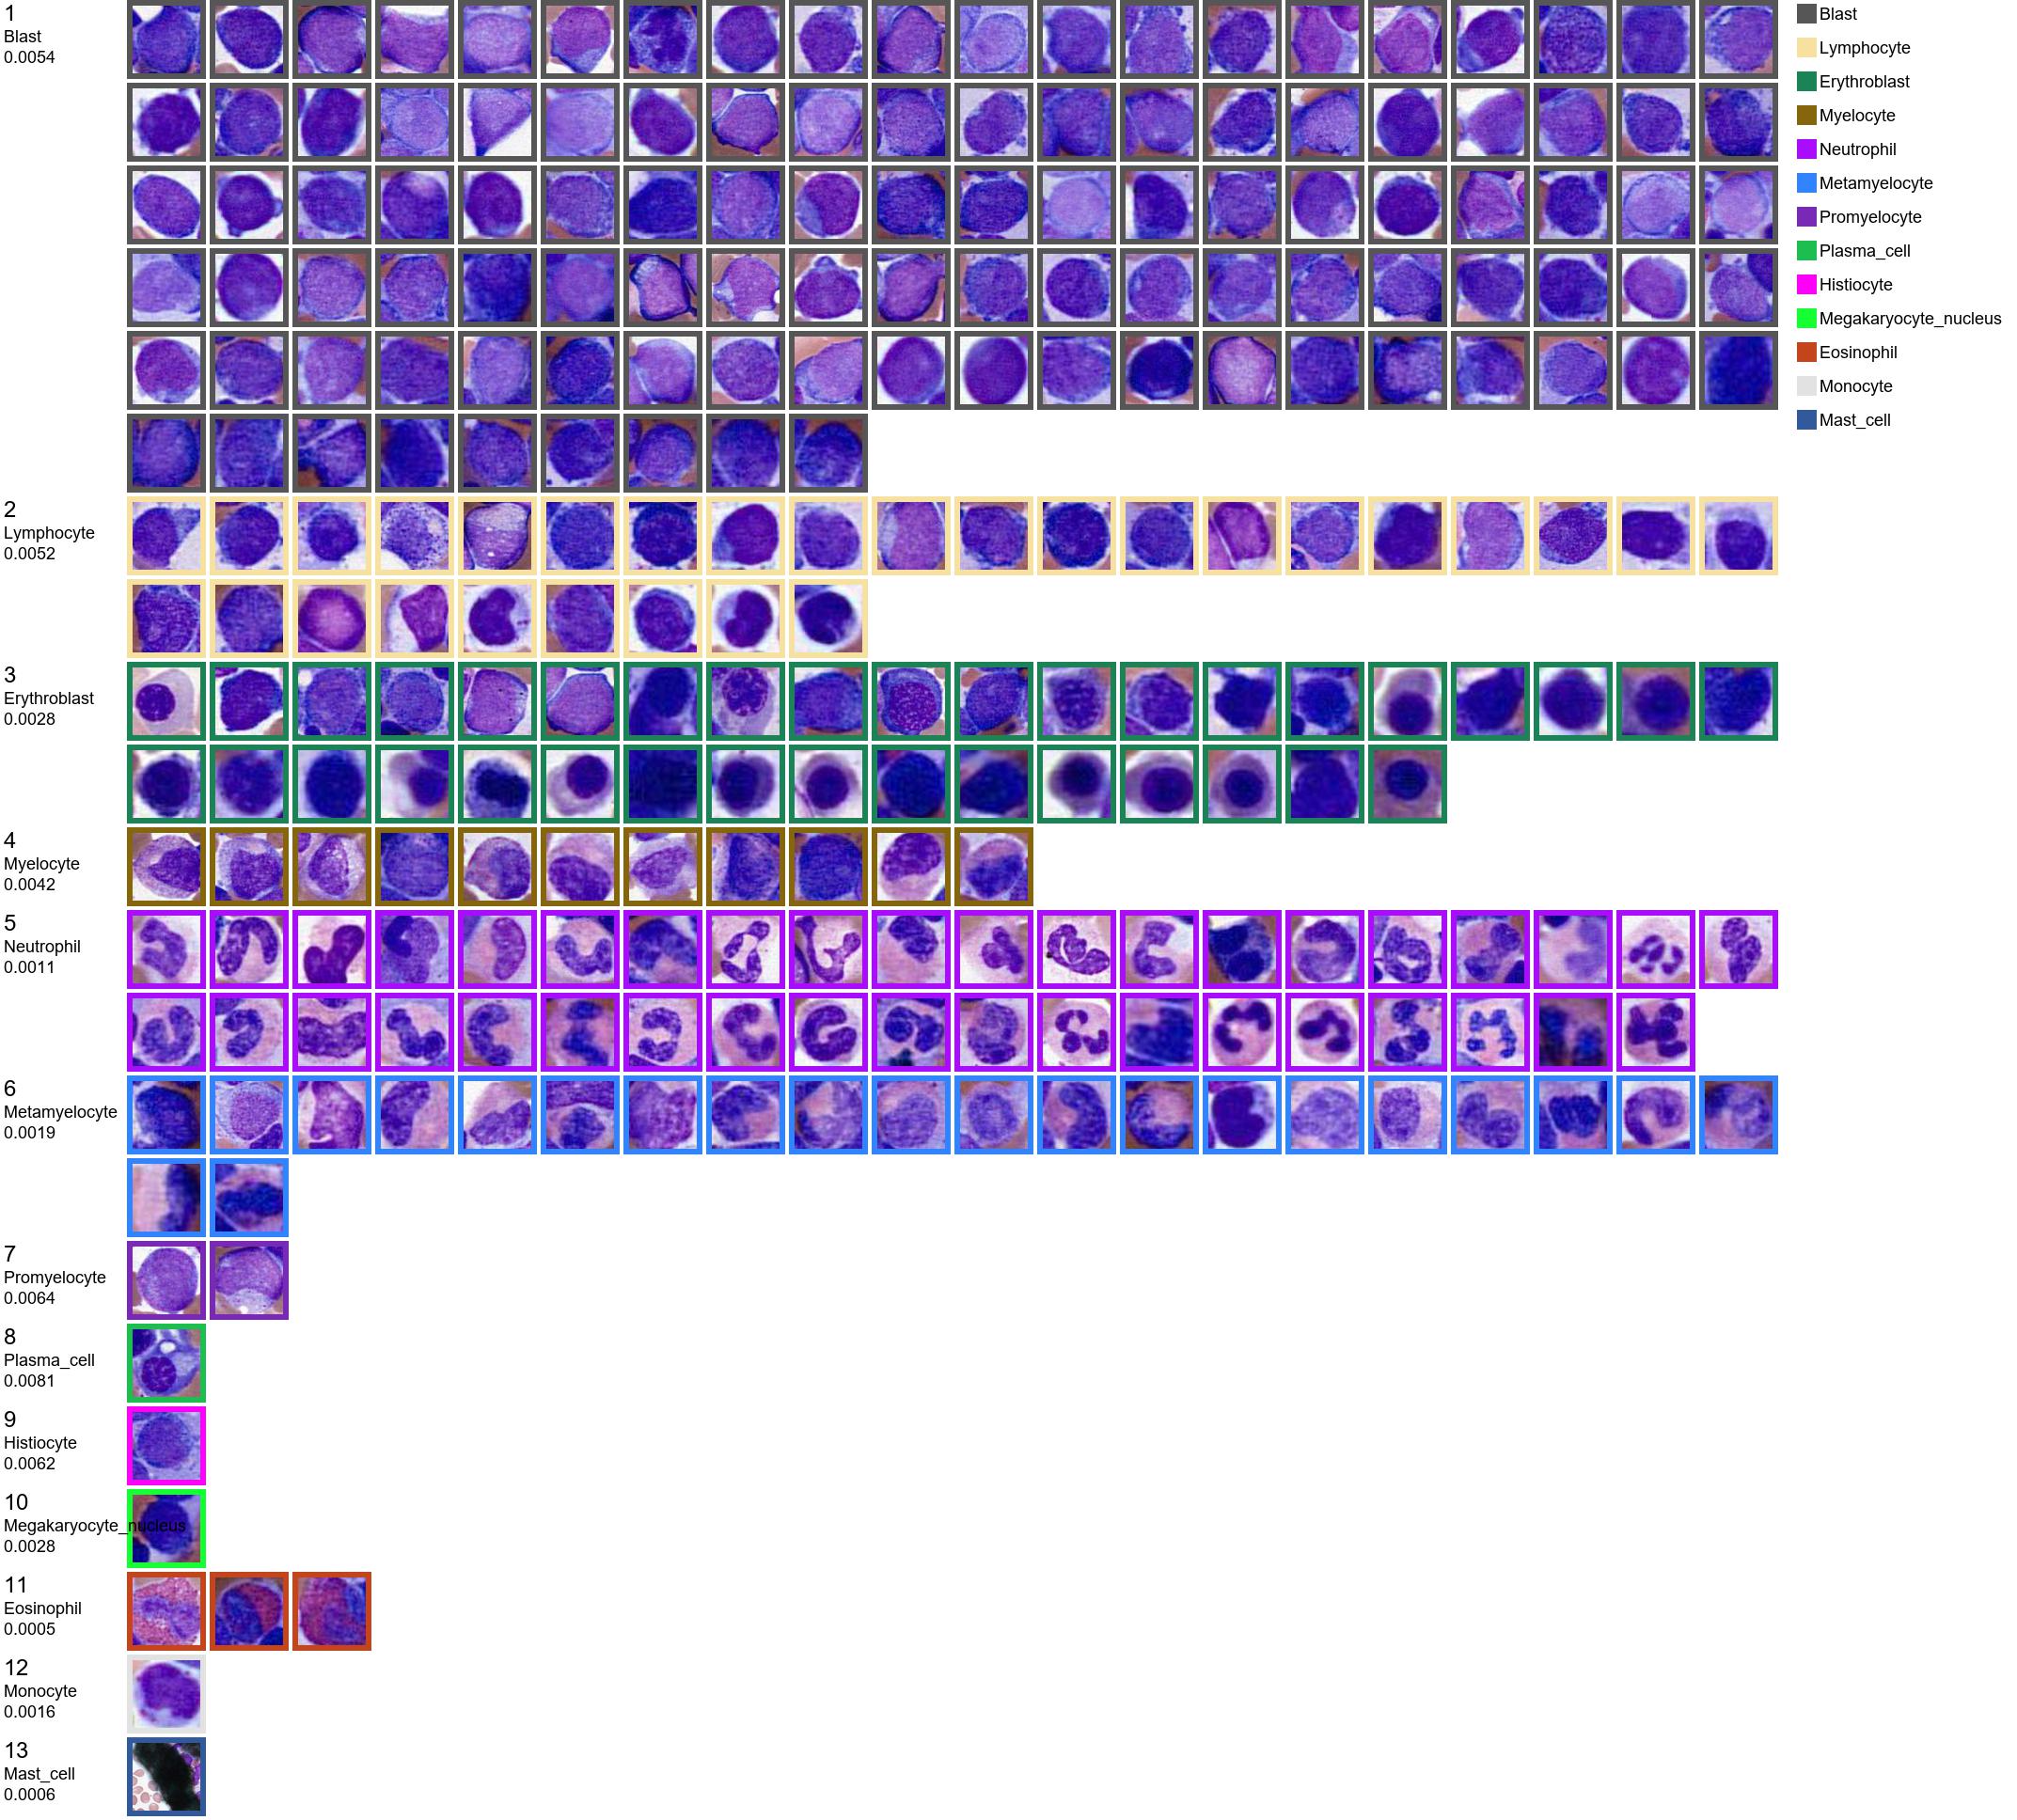 1
Blast
0.0054
2
Lymphocyte
0.0052
3
Erythroblast
0.0028
4
Myelocyte
0.0042
5
Neutrophil
0.0011
6
Metamyelocyte
0.0019
7
Promyelocyte
0.0064
8
Plasma_cell
0.0081
9
Histiocyte
0.0062
10
Megakaryocyte_nucleus
0.0028
11
Eosinophil
0.0005
12
Monocyte
0.0016
13
Mast_cell
0.0006
Blast
Lymphocyte
Erythroblast
Myelocyte
Neutrophil
Metamyelocyte
Promyelocyte
Plasma_cell
Histiocyte
Megakaryocyte_nucleus
Eosinophil
Monocyte
Mast_cell